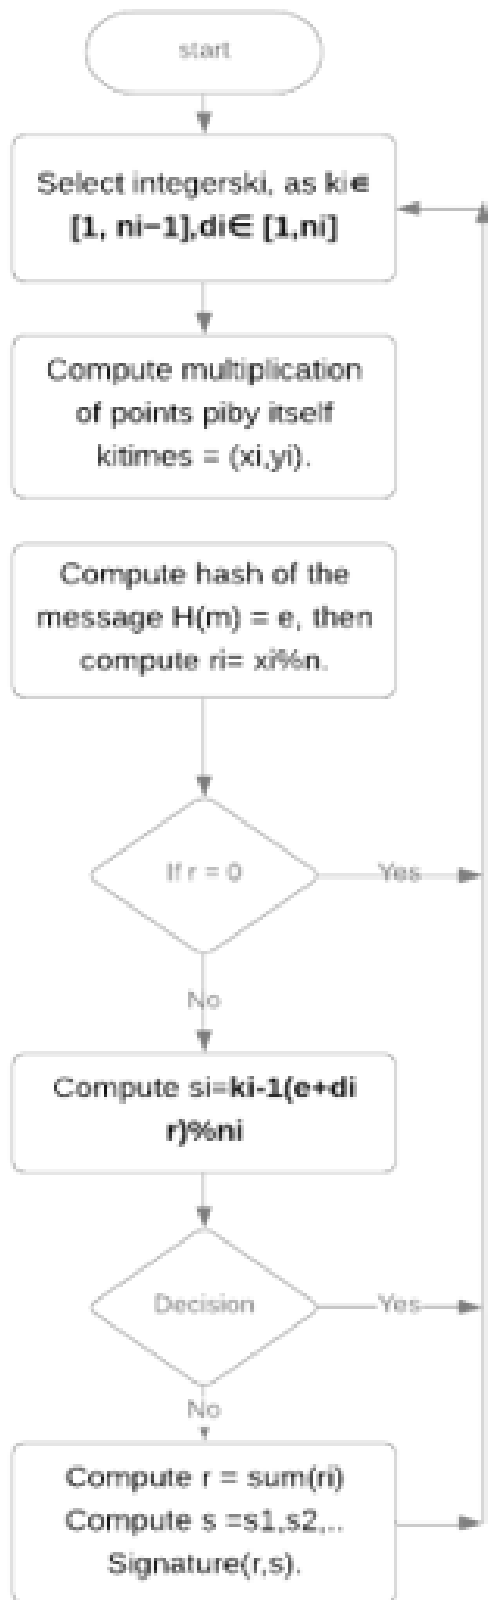 start
Select integerski, as ki∈
[1, ni−1],di∈ [1,ni]
Compute multiplication
of points piby itself
kitimes = (xi,yi).
Compute hash of the
message H(m) = e, then
compute ri= xi%n.
If r = 0
Yes
No
Compute si=ki-1(e+di
r)%ni
Decision
Yes
No
Compute r = sum(ri)
Compute s =s1,s2,..
Signature(r,s).